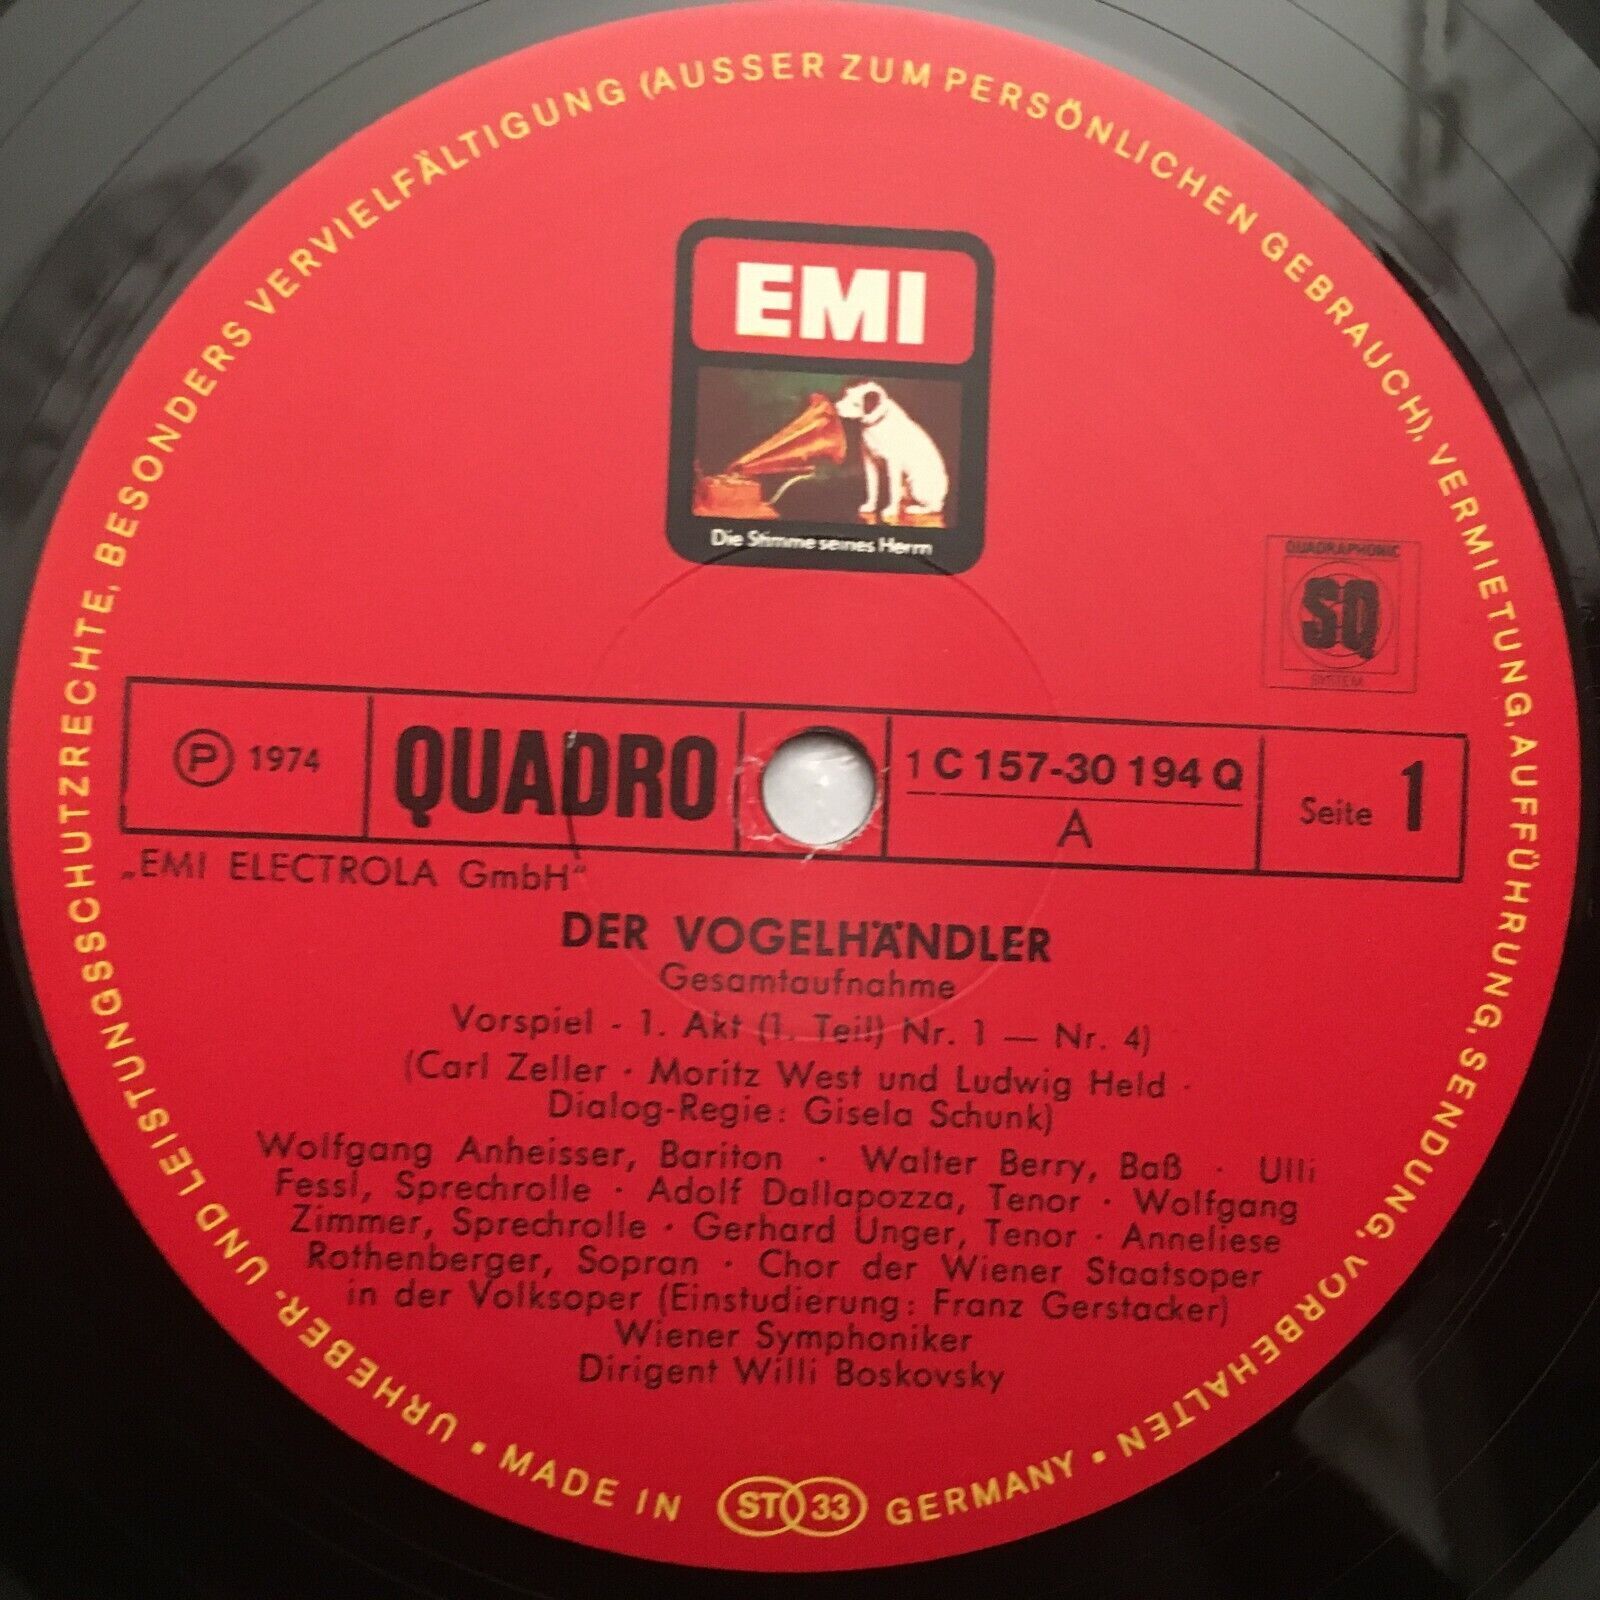 URHEBER- UND LEISTUNGSSCHUTZRECHTE, BESONDERS VERVIELFÄLTIGUNG (AUSSER ZUM PERSÖNLICHEN GEBRAUCH), VERMIETUNG, AUFFÜHRUNG, SENDUNG, VORBEHALTEN
EMI
Die Stimme seines Herrn
QUADRAPHONIC
SQ
SYSTEM
Ⓟ 1974
QUADRO
1 C 157-30 194 Q
A
Seite 1
„EMI ELECTROLA GmbH“
DER VOGELHÄNDLER
Gesamtaufnahme
Vorspiel - 1. Akt (1. Teil) Nr. 1 — Nr. 4)
(Carl Zeller · Moritz West und Ludwig Held ·
Dialog-Regie: Gisela Schunk)
Wolfgang Anheisser, Bariton · Walter Berry, Baß · Ulli
Fessl, Sprechrolle · Adolf Dallapozza, Tenor · Wolfgang
Zimmer, Sprechrolle · Gerhard Unger, Tenor · Anneliese
Rothenberger, Sopran · Chor der Wiener Staatsoper
in der Volksoper (Einstudierung: Franz Gerstacker)
Wiener Symphoniker
Dirigent Willi Boskovsky
• MADE IN ST 33 GERMANY •